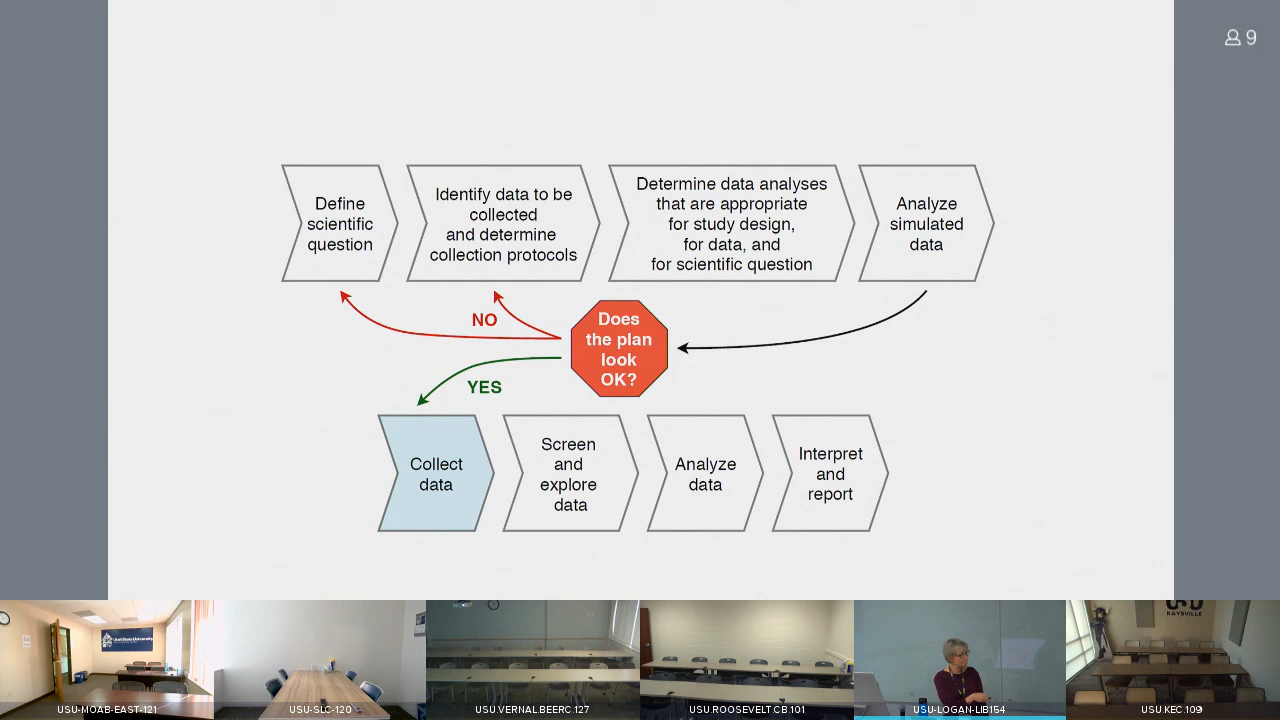 9
Define
scientific
question
Identify data to be
collected
and determine
collection protocols
Determine data analyses
that are appropriate
for study design,
for data, and
for scientific question
Analyze
simulated
data
NO
Does
the plan
look
OK?
YES
Collect
data
Screen
and
explore
data
Analyze
data
Interpret
and
report
UtahStateUniversity
KAYSVILLE
USU-MOAB-EAST-121
USU-SLC-120
USU.VERNAL.BEERC.127
USU.ROOSEVELT.CB.101
USU-LOGAN-LIB154
USU.KEC.109